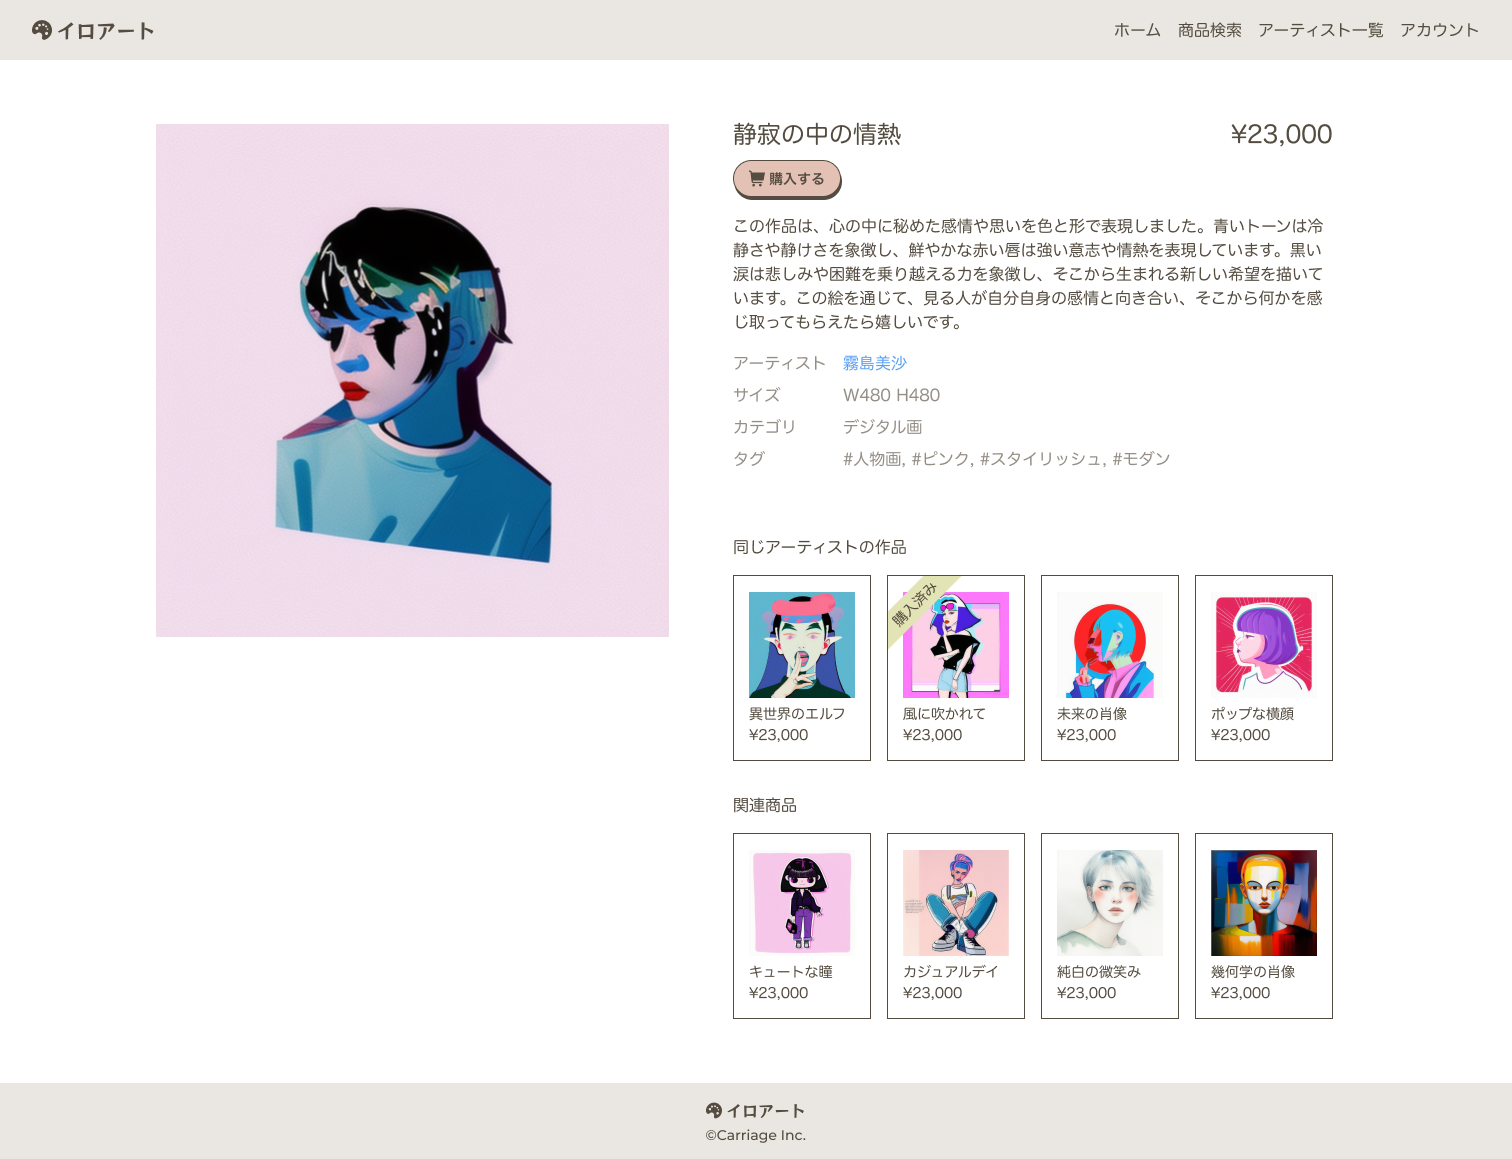 イロアート
ホーム 商品検索 アーティスト一覧 アカウント
静寂の中の情熱
¥23,000
購入する
この作品は、心の中に秘めた感情や思いを色と形で表現しました。青いトーンは冷
静さや静けさを象徴し、鮮やかな赤い唇は強い意志や情熱を表現しています。黒い
涙は悲しみや困難を乗り越える力を象徴し、そこから生まれる新しい希望を描いて
います。この絵を通じて、見る人が自分自身の感情と向き合い、そこから何かを感
じ取ってもらえたら嬉しいです。
アーティスト 霧島美沙
サイズ W480 H480
カテゴリ デジタル画
タグ #人物画, #ピンク, #スタイリッシュ, #モダン
同じアーティストの作品
異世界のエルフ
¥23,000
購入済み
風に吹かれて
¥23,000
未来の肖像
¥23,000
ポップな横顔
¥23,000
関連商品
キュートな瞳
¥23,000
カジュアルデイ
¥23,000
純白の微笑み
¥23,000
幾何学の肖像
¥23,000
イロアート
©Carriage Inc.